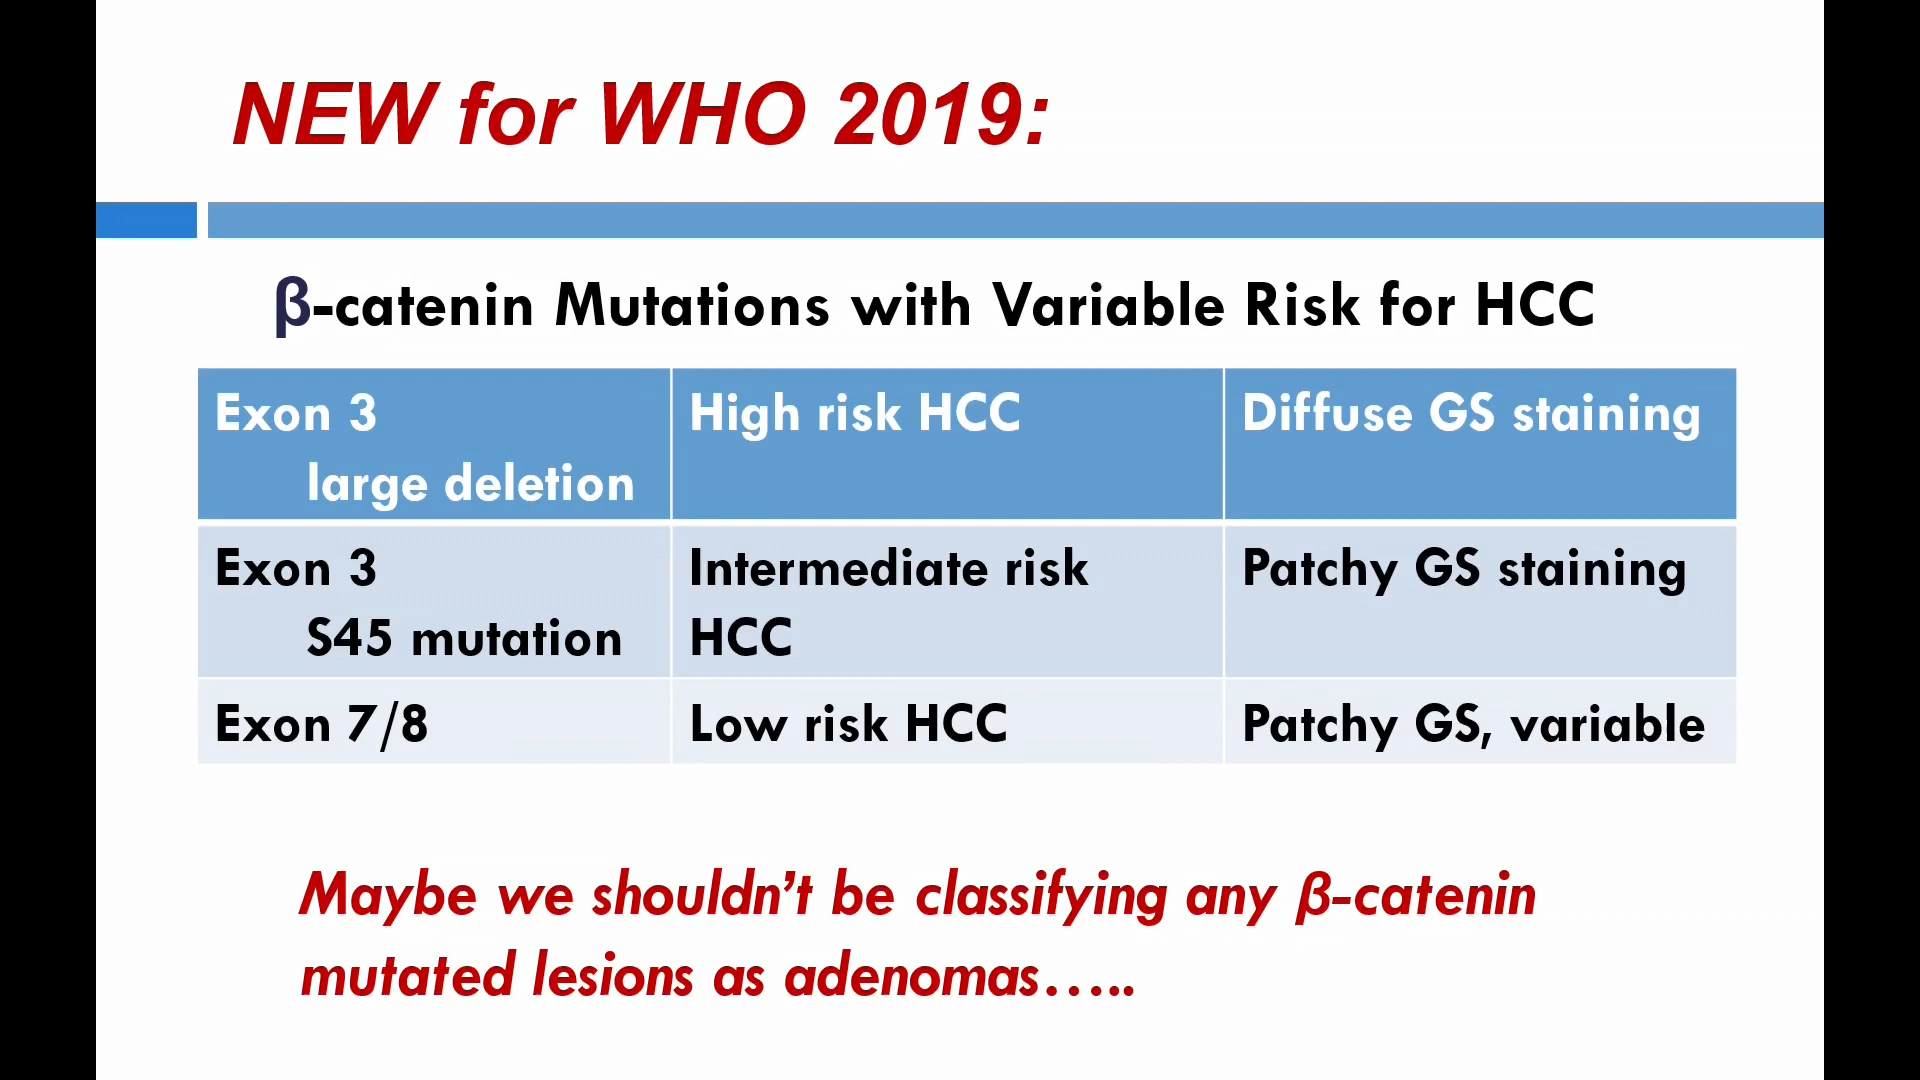 NEW for WHO 2019:
β-catenin Mutations with Variable Risk for HCC
Exon 3
large deletion
High risk HCC
Diffuse GS staining
Exon 3
S45 mutation
Intermediate risk
HCC
Patchy GS staining
Exon 7/8
Low risk HCC
Patchy GS, variable
Maybe we shouldn’t be classifying any β-catenin
mutated lesions as adenomas…..